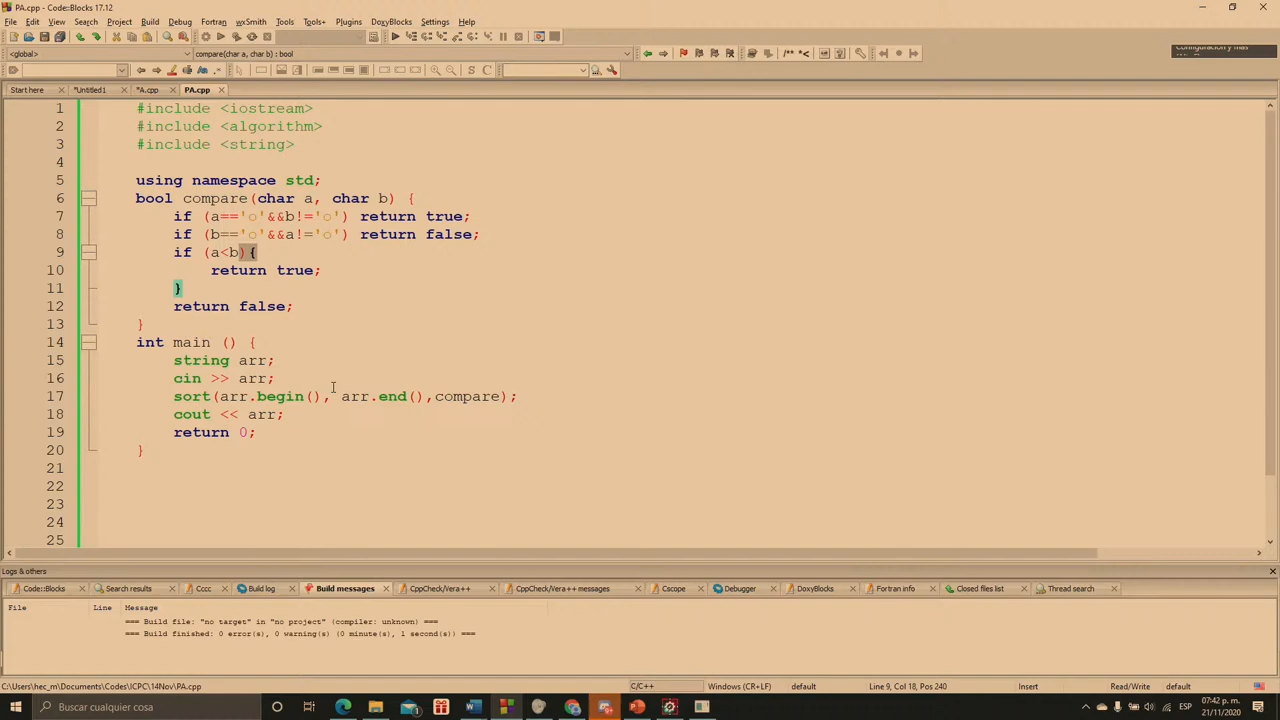 PA.cpp - Code::Blocks 17.12
File Edit View Search Project Build Debug Fortran wxSmith Tools Tools+ Plugins DoxyBlocks Settings Help
<global> compare(char a, char b) : bool
Start here *Untitled1 *A.cpp PA.cpp
1 #include <iostream>
2 #include <algorithm>
3 #include <string>
4
5 using namespace std;
6 bool compare(char a, char b) {
7 if (a=='o'&&b!='o') return true;
8 if (b=='o'&&a!='o') return false;
9 if (a<b){
10 return true;
11 }
12 return false;
13 }
14 int main () {
15 string arr;
16 cin >> arr;
17 sort(arr.begin(), arr.end(),compare);
18 cout << arr;
19 return 0;
20 }
21
22
23
24
25
Logs & others
Code::Blocks Search results Cccc Build log Build messages CppCheck/Vera++ CppCheck/Vera++ messages Cscope Debugger DoxyBlocks Fortran info Closed files list Thread search
File Line Message
=== Build file: "no target" in "no project" (compiler: unknown) ===
=== Build finished: 0 error(s), 0 warning(s) (0 minute(s), 1 second(s)) ===
C:\Users\hec_m\Documents\Codes\ICPC\14Nov\PA.cpp C/C++ Windows (CR+LF) default Line 9, Col 18, Pos 240 Insert Read/Write default
Buscar cualquier cosa ESP 07:42 p. m.
21/11/2020